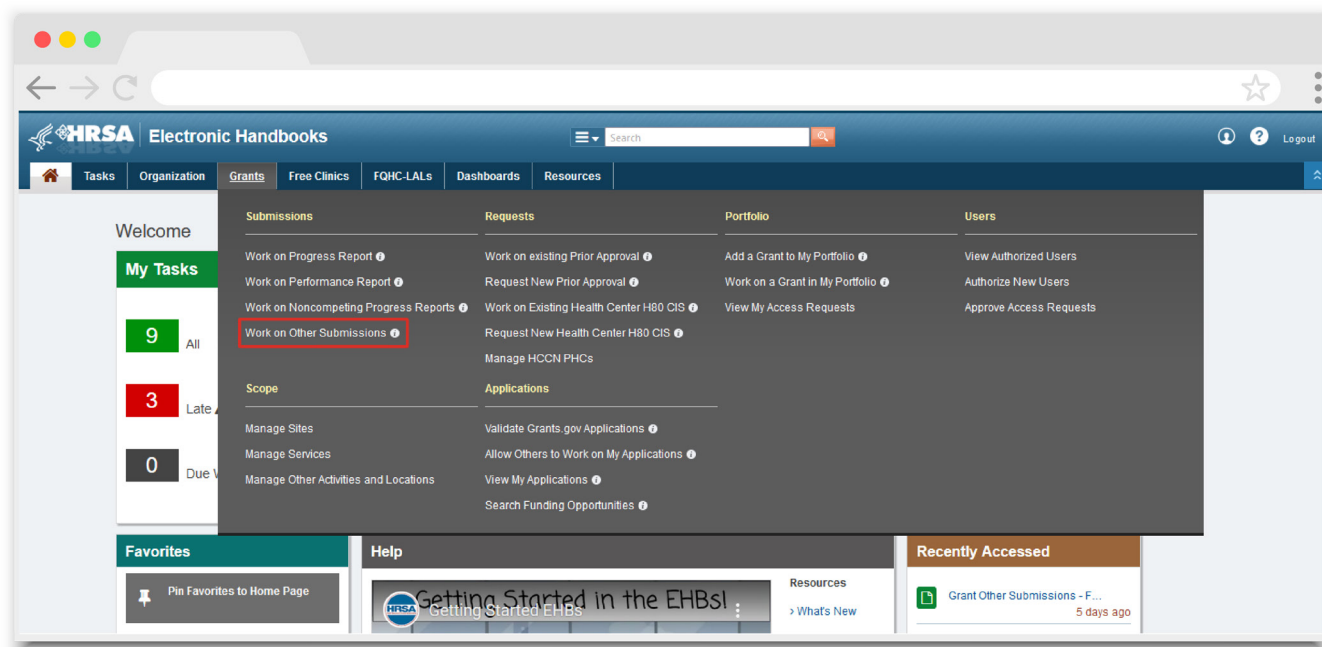 HRSA Electronic Handbooks
Search
Logout
Tasks Organization Grants Free Clinics FQHC-LALs Dashboards Resources
Welcome
My Tasks
9 All
3 Late
0 Due
Submissions
Work on Progress Report
Work on Performance Report
Work on Noncompeting Progress Reports
Work on Other Submissions
Requests
Work on existing Prior Approval
Request New Prior Approval
Work on Existing Health Center H80 CIS
Request New Health Center H80 CIS
Manage HCCN PHCs
Portfolio
Add a Grant to My Portfolio
Work on a Grant in My Portfolio
View My Access Requests
Users
View Authorized Users
Authorize New Users
Approve Access Requests
Scope
Manage Sites
Manage Services
Manage Other Activities and Locations
Applications
Validate Grants.gov Applications
Allow Others to Work on My Applications
View My Applications
Search Funding Opportunities
Favorites
Pin Favorites to Home Page
Help
Getting Started in the EHBs!
HRSA Getting Started EHBs
Resources
› What's New
Recently Accessed
Grant Other Submissions - F...
5 days ago